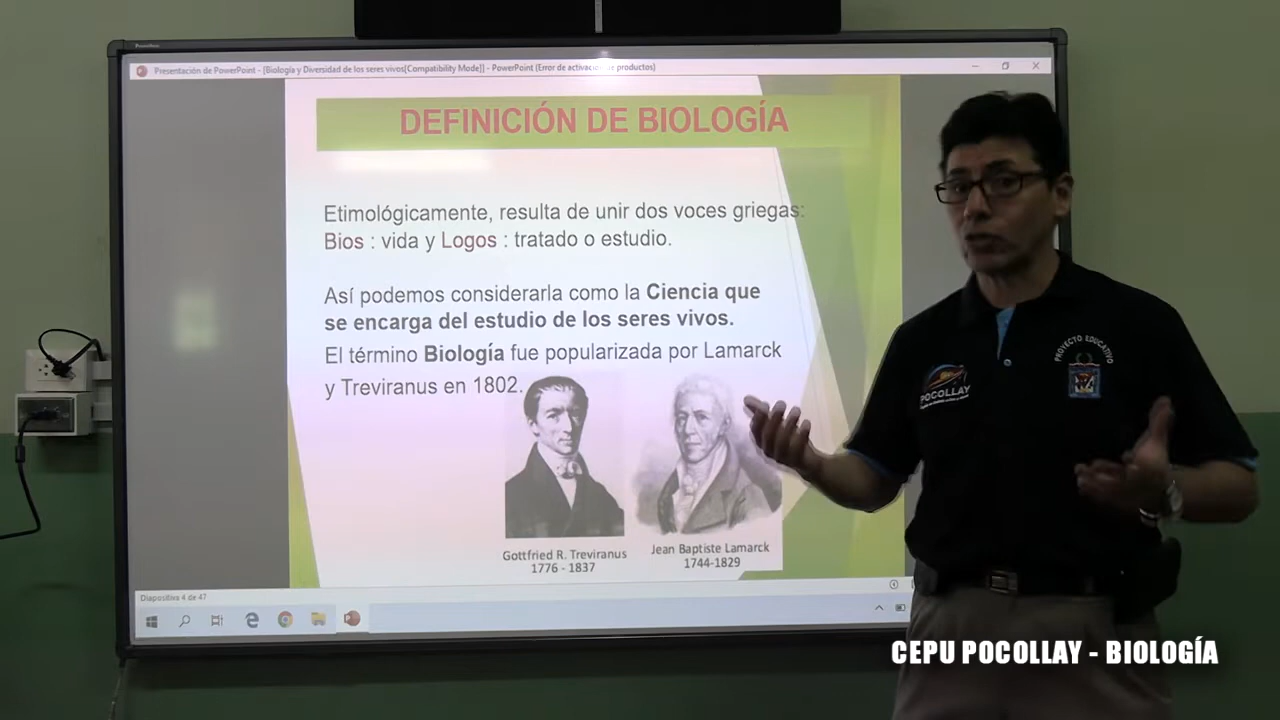 Presentación de PowerPoint - [Biología y Diversidad de los seres vivos[Compatibility Mode]] - PowerPoint (Error de activación de productos)
DEFINICIÓN DE BIOLOGÍA
Etimológicamente, resulta de unir dos voces griegas:
Bios : vida y Logos : tratado o estudio.
Así podemos considerarla como la Ciencia que
se encarga del estudio de los seres vivos.
El término Biología fue popularizada por Lamarck
y Treviranus en 1802.
Gottfried R. Treviranus
1776 - 1837
Jean Baptiste Lamarck
1744-1829
Diapositiva 4 de 47
PROYECTO EDUCATIVO
POCOLLAY
CEPU POCOLLAY - BIOLOGÍA